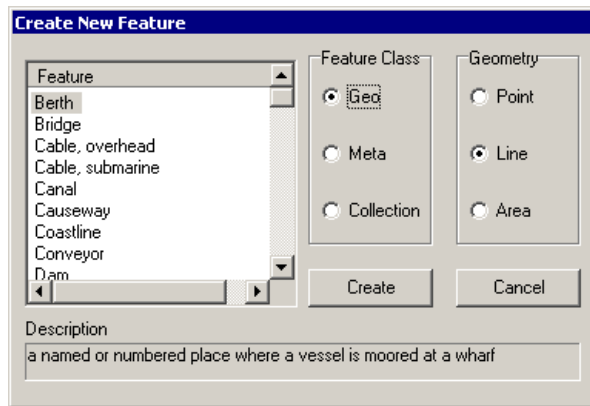 Create New Feature
Feature
Berth
Bridge
Cable, overhead
Cable, submarine
Canal
Causeway
Coastline
Conveyor
Dam
Feature Class
Geo
Meta
Collection
Geometry
Point
Line
Area
Create
Cancel
Description
a named or numbered place where a vessel is moored at a wharf